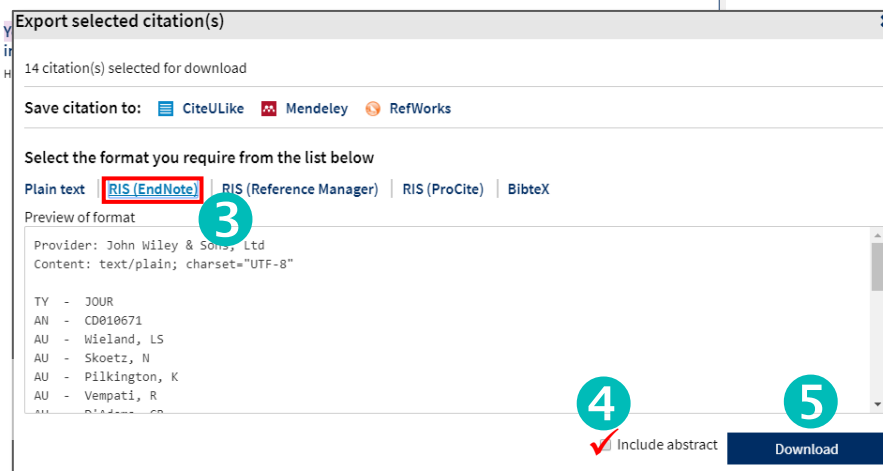 Export selected citation(s)
14 citation(s) selected for download
Save citation to: CiteULike Mendeley RefWorks
Select the format you require from the list below
Plain text RIS (EndNote) RIS (Reference Manager) RIS (ProCite) BibteX
3
Preview of format
Provider: John Wiley & Sons, Ltd
Content: text/plain; charset="UTF-8"
TY - JOUR
AN - CD010671
AU - Wieland, LS
AU - Skoetz, N
AU - Pilkington, K
AU - Vempati, R
4 5
Include abstract Download